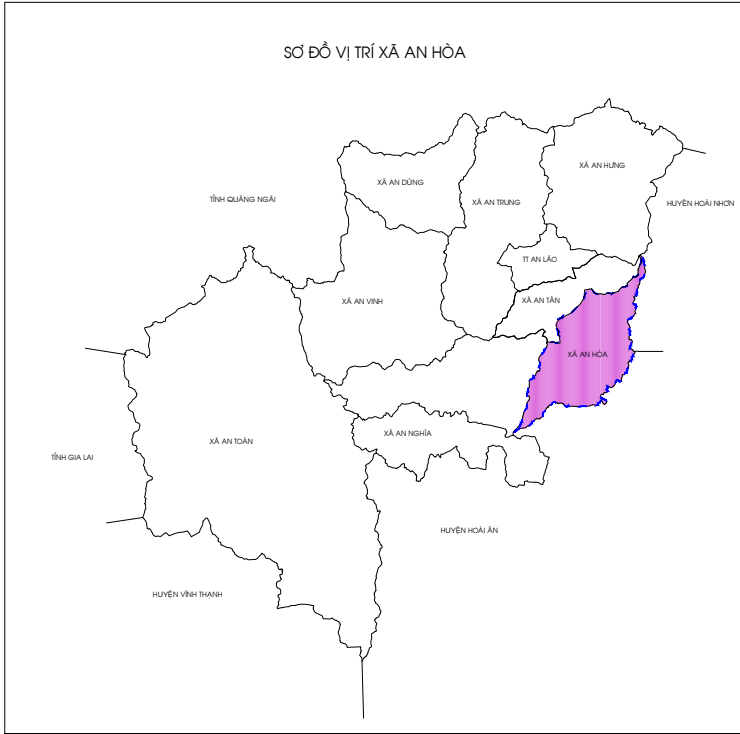 SƠ ĐỒ VỊ TRÍ XÃ AN HÒA
XÃ AN HƯNG
XÃ AN DŨNG
TỈNH QUẢNG NGÃI
XÃ AN TRUNG
HUYỆN HOÀI NHƠN
TT AN LÃO
XÃ AN VINH
XÃ AN TÂN
XÃ AN HÒA
XÃ AN NGHĨA
XÃ AN TOÀN
TỈNH GIA LAI
HUYỆN HOÀI ÂN
HUYỆN VĨNH THẠNH